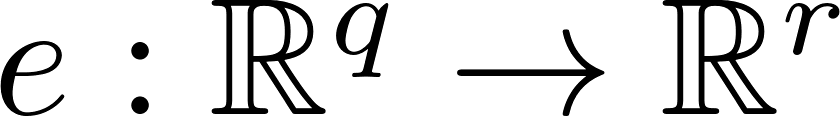 e : ℝ^q → ℝ^r